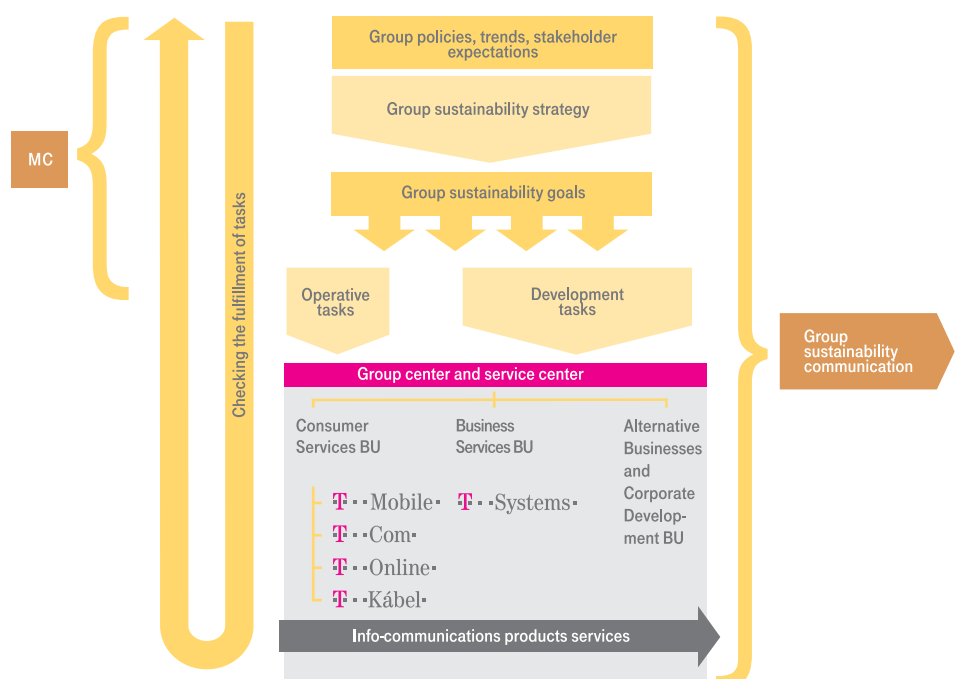 Group policies, trends, stakeholder
expectations
Group sustainability strategy
MC
Group sustainability goals
Checking the fulfillment of tasks
Operative
tasks
Development
tasks
Group
sustainability
communication
Group center and service center
Consumer
Services BU
Business
Services BU
Alternative
Businesses
and
Corporate
Develop-
ment BU
T··Mobile·
T··Systems·
T··Com·
T··Online·
T··Kábel·
Info-communications products services